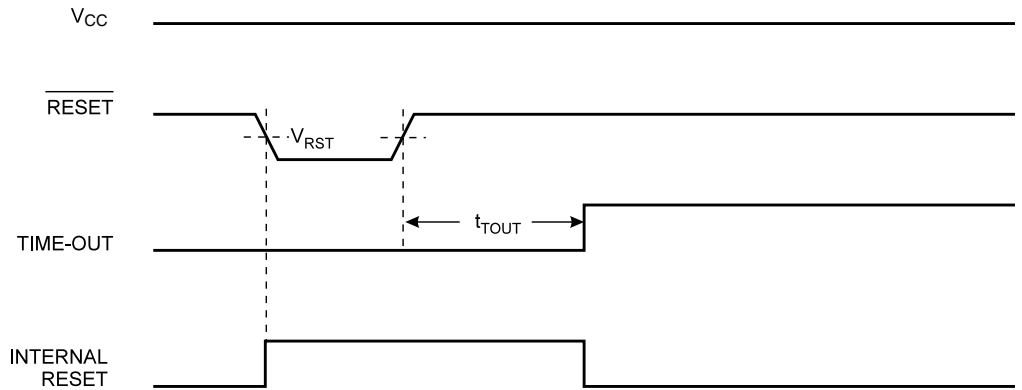 VCC
RESET
VRST
tTOUT
TIME-OUT
INTERNAL
RESET